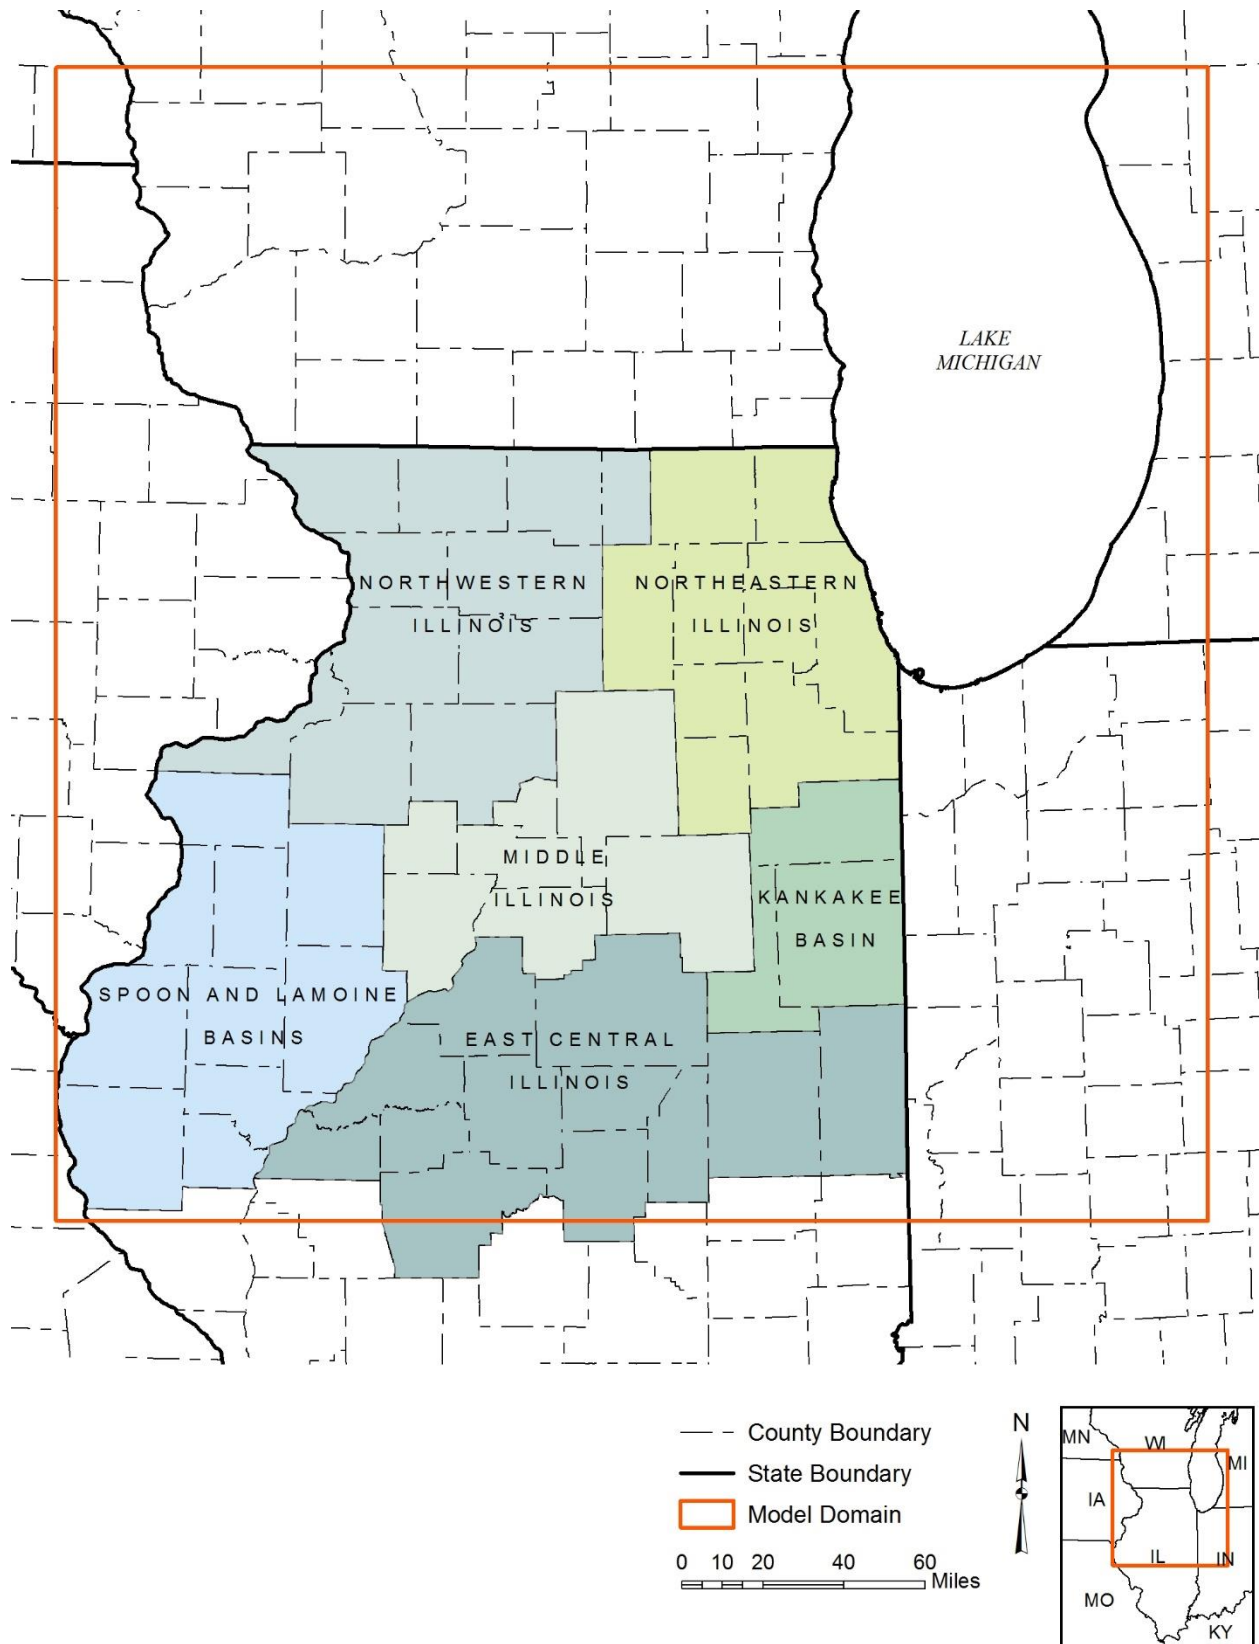 LAKE
MICHIGAN
NORTHWESTERN
ILLINOIS
NORTHEASTERN
ILLINOIS
MIDDLE
ILLINOIS
KANKAKEE
BASIN
SPOON AND LAMOINE
BASINS
EAST CENTRAL
ILLINOIS
County Boundary
State Boundary
Model Domain
0 10 20 40 60
Miles
N
MN
WI
MI
IA
IL
IN
MO
KY